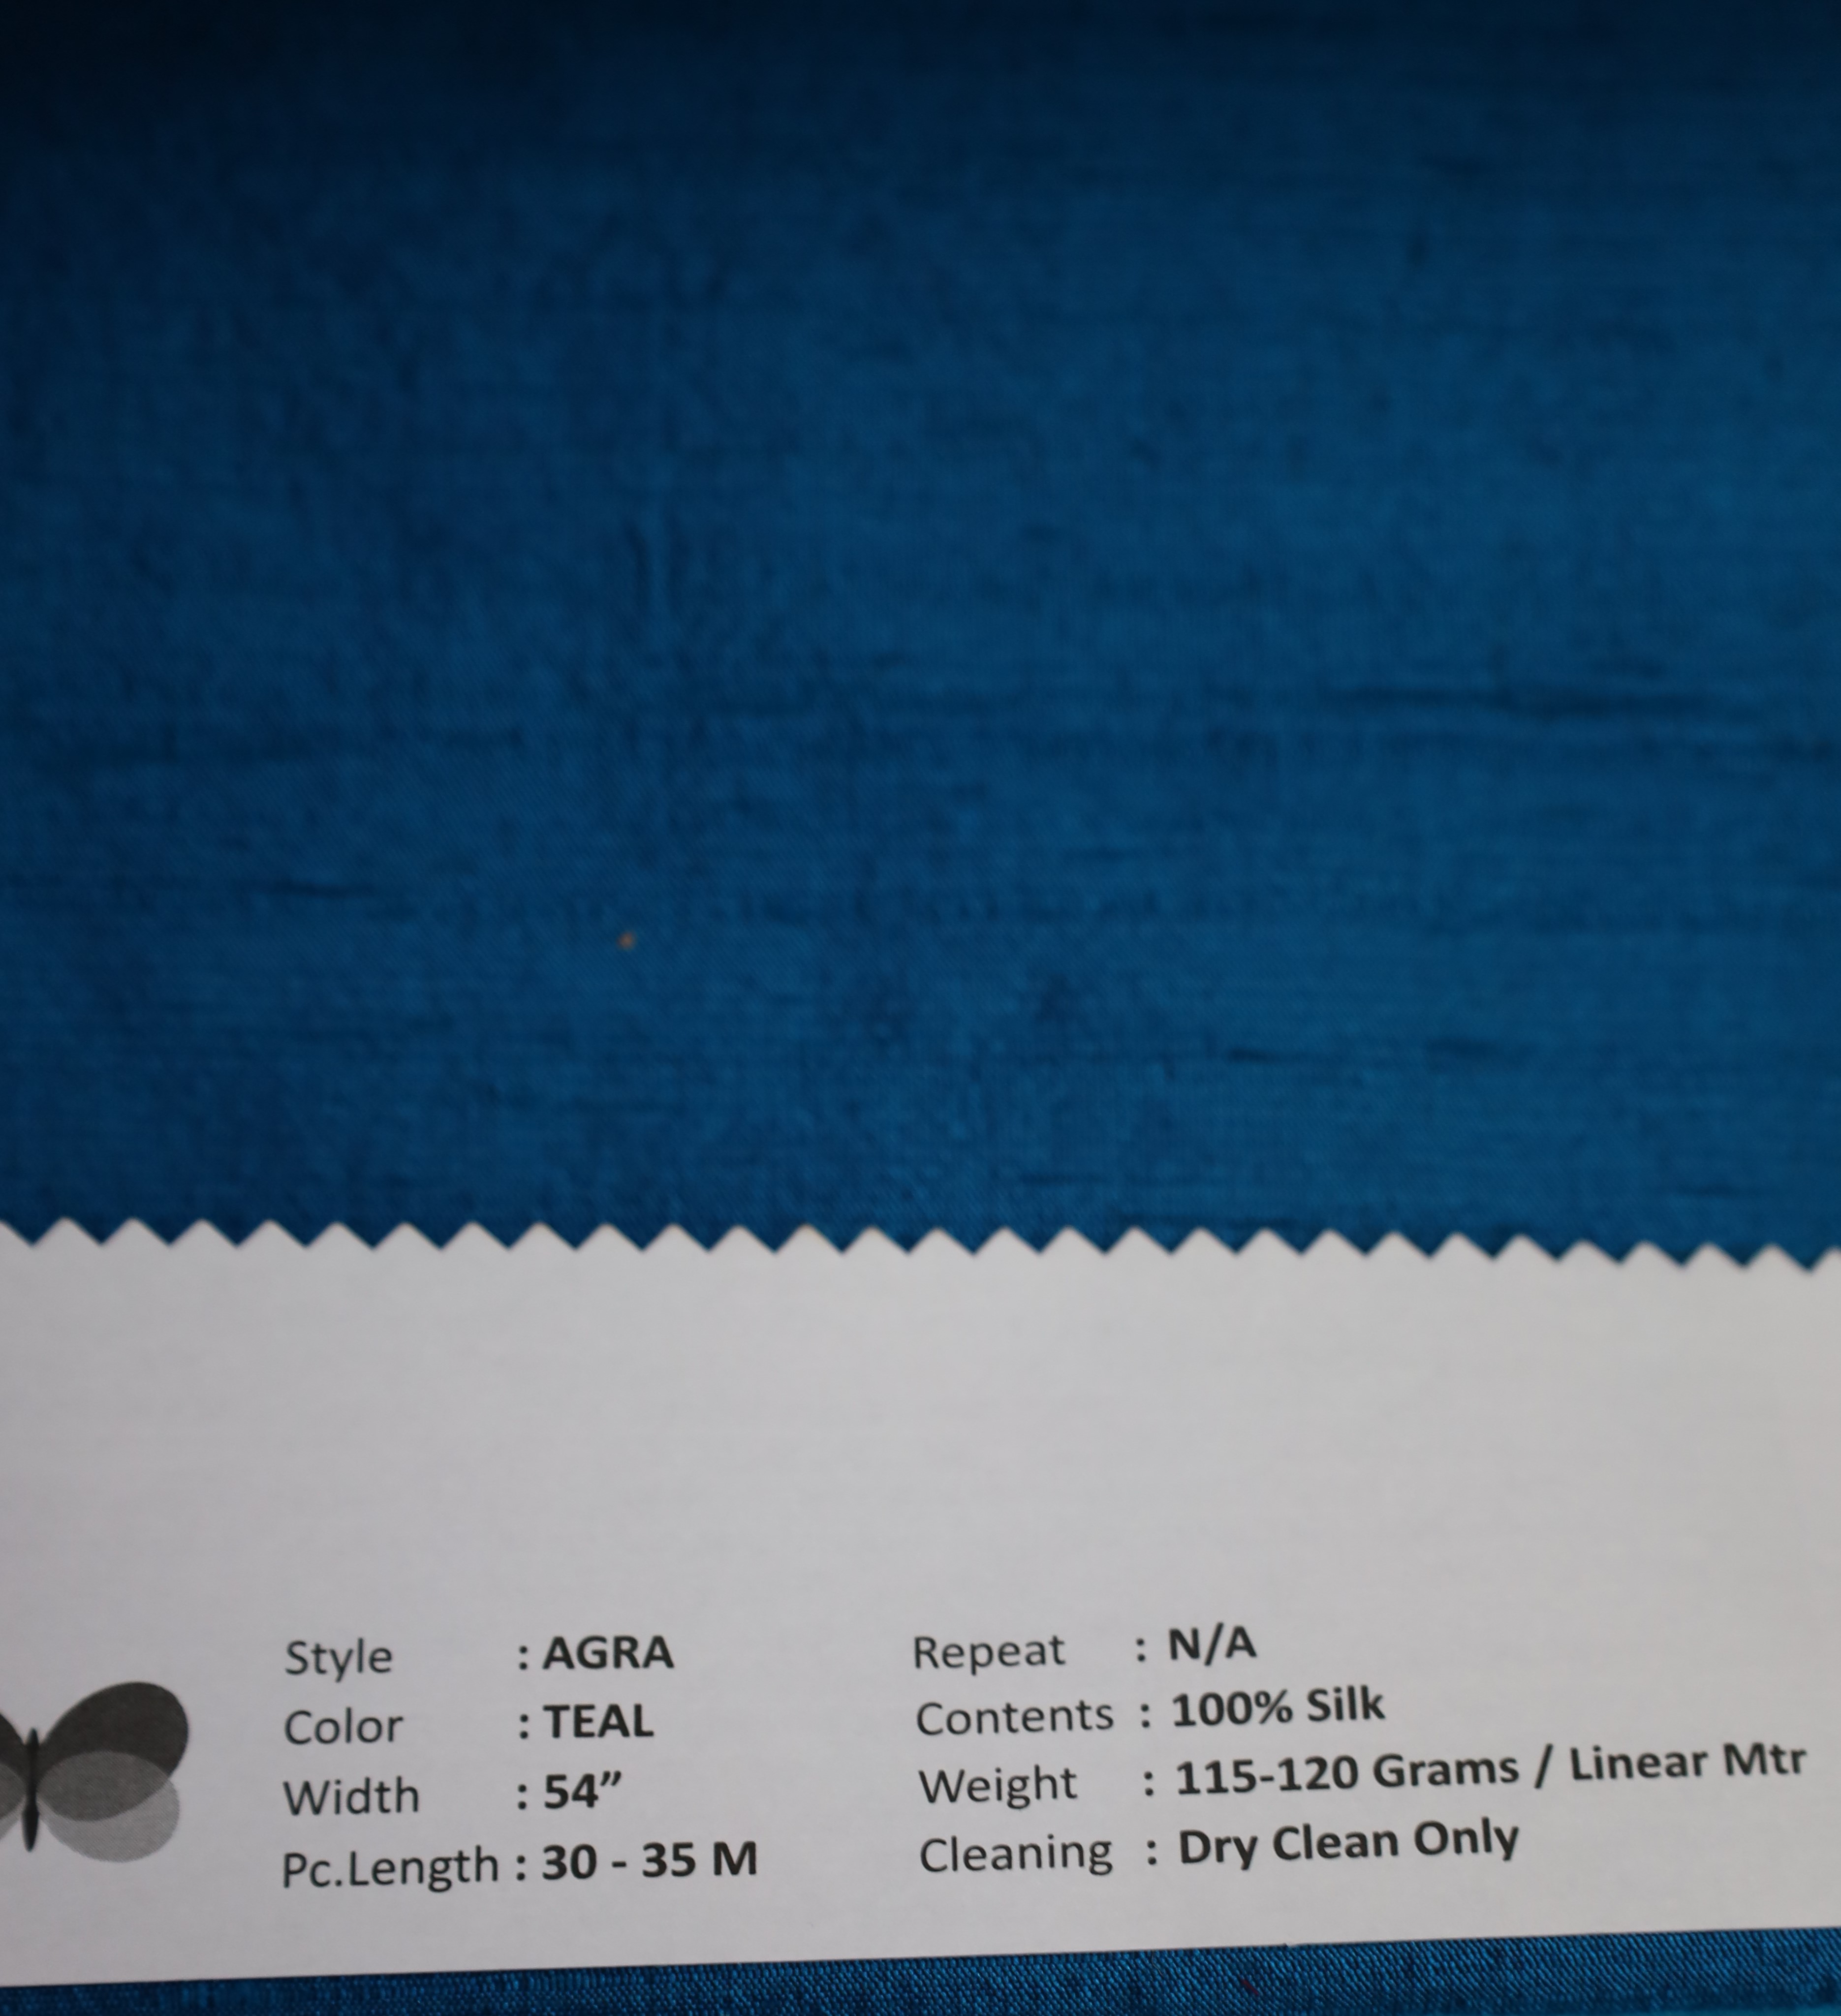 Style : AGRA
Color : TEAL
Width : 54”
Pc.Length : 30 - 35 M
Repeat : N/A
Contents : 100% Silk
Weight : 115-120 Grams / Linear Mtr
Cleaning : Dry Clean Only